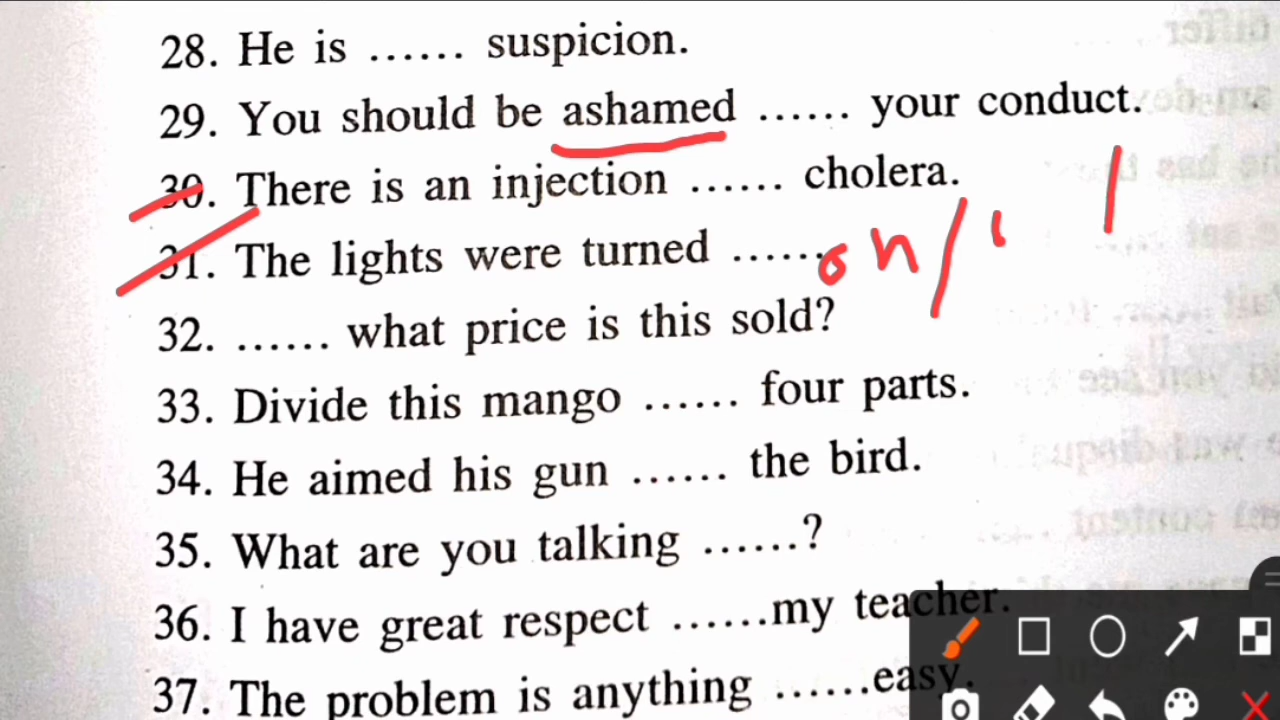 28. He is ...... suspicion.
29. You should be ashamed ...... your conduct.
30. There is an injection ...... cholera.
31. The lights were turned ...... on/
32. ...... what price is this sold?
33. Divide this mango ...... four parts.
34. He aimed his gun ...... the bird.
35. What are you talking ......?
36. I have great respect ......my teacher.
37. The problem is anything ......easy.